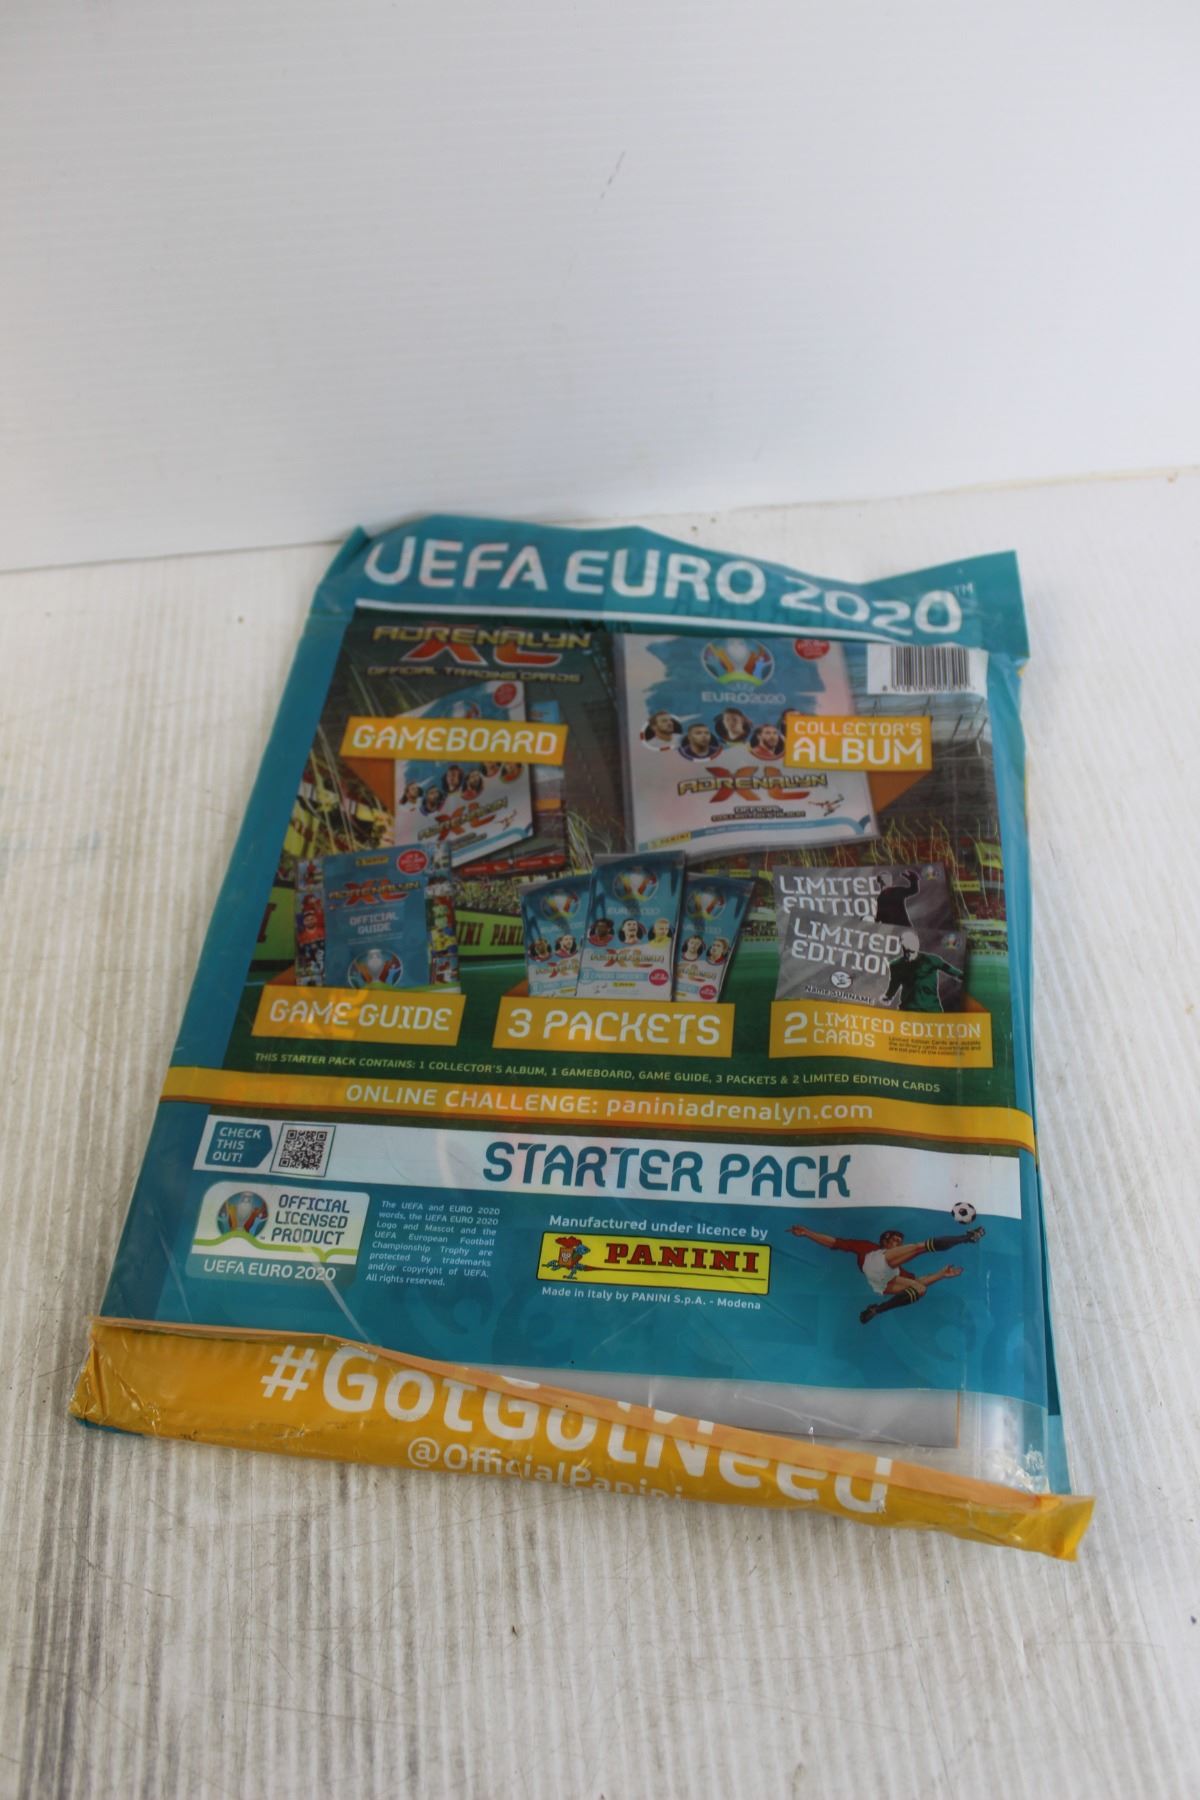 UEFA EURO 2020™
ADRENALYN
XL
OFFICIAL TRADING CARDS
GAMEBOARD
EURO2020
COLLECTOR'S
ALBUM
ADRENALYN
XL
OFFICIAL
PANINI
ADRENALYN
XL
OFFICIAL
GUIDE
GAME GUIDE
3 PACKETS
LIMITED
EDITION
LIMITED
EDITION
Name SURNAME
2 LIMITED EDITION
CARDS
THIS STARTER PACK CONTAINS: 1 COLLECTOR'S ALBUM, 1 GAMEBOARD, GAME GUIDE, 3 PACKETS & 2 LIMITED EDITION CARDS
ONLINE CHALLENGE: paniniadrenalyn.com
CHECK
THIS
OUT!
STARTER PACK
OFFICIAL
LICENSED
PRODUCT
UEFA EURO 2020
The UEFA and EURO 2020
words, the UEFA EURO 2020
Logo and Mascot and the
UEFA European Football
Championship Trophy are
protected by trademarks
and/or copyright of UEFA.
All rights reserved.
Manufactured under licence by
PANINI
Made in Italy by PANINI S.p.A. - Modena
#GotGotNeed
@OfficialPanini